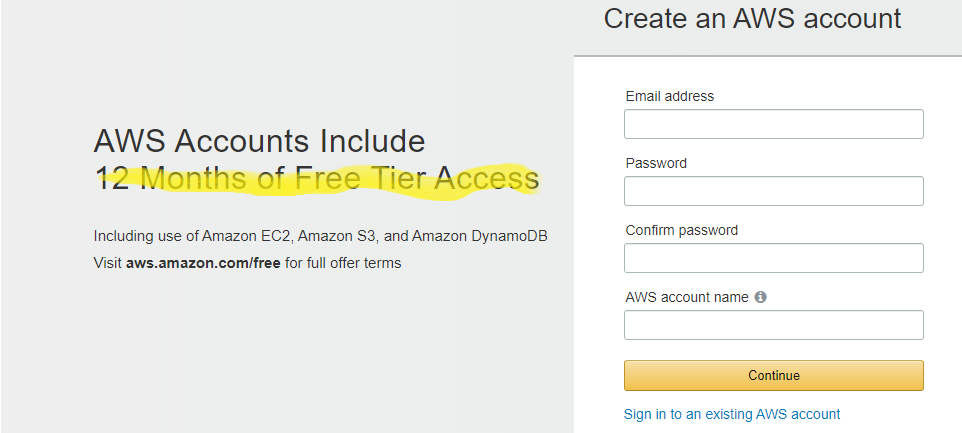 AWS Accounts Include
12 Months of Free Tier Access
Including use of Amazon EC2, Amazon S3, and Amazon DynamoDB
Visit aws.amazon.com/free for full offer terms
Create an AWS account
Email address
Password
Confirm password
AWS account name
Continue
Sign in to an existing AWS account